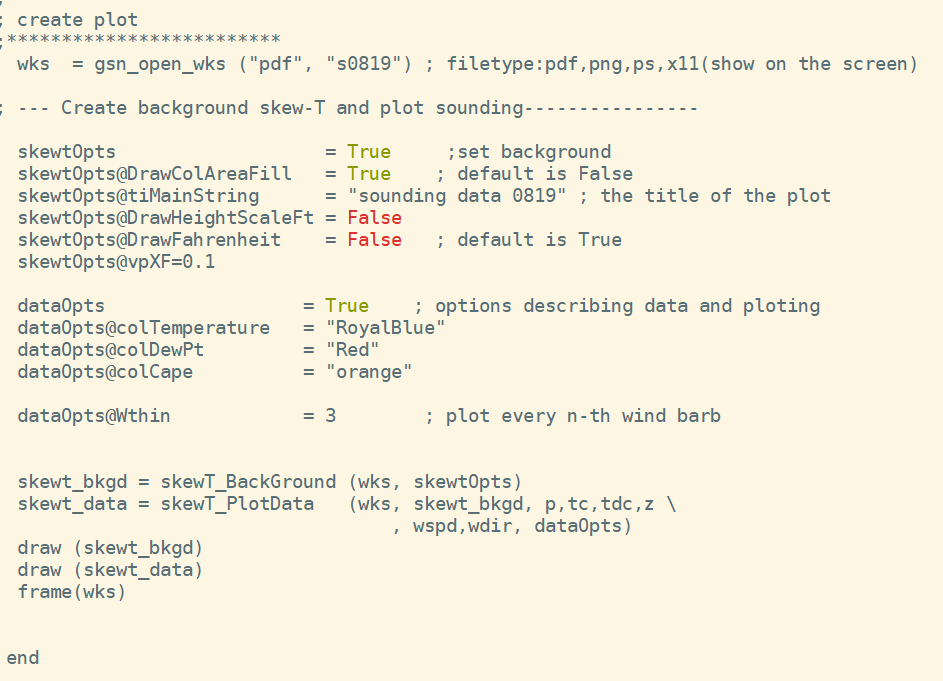 ; create plot
;*************************
wks  = gsn_open_wks ("pdf", "s0819") ; filetype:pdf,png,ps,x11(show on the screen)
; --- Create background skew-T and plot sounding----------------
skewtOpts                   = True     ;set background
skewtOpts@DrawColAreaFill   = True    ; default is False
skewtOpts@tiMainString      = "sounding data 0819" ; the title of the plot
skewtOpts@DrawHeightScaleFt = False
skewtOpts@DrawFahrenheit    = False   ; default is True
skewtOpts@vpXF=0.1
dataOpts                  = True    ; options describing data and ploting
dataOpts@colTemperature   = "RoyalBlue"
dataOpts@colDewPt         = "Red"
dataOpts@colCape          = "orange"
dataOpts@Wthin            = 3        ; plot every n-th wind barb
skewt_bkgd = skewT_BackGround (wks, skewtOpts)
skewt_data = skewT_PlotData   (wks, skewt_bkgd, p,tc,tdc,z \
, wspd,wdir, dataOpts)
draw (skewt_bkgd)
draw (skewt_data)
frame(wks)
end